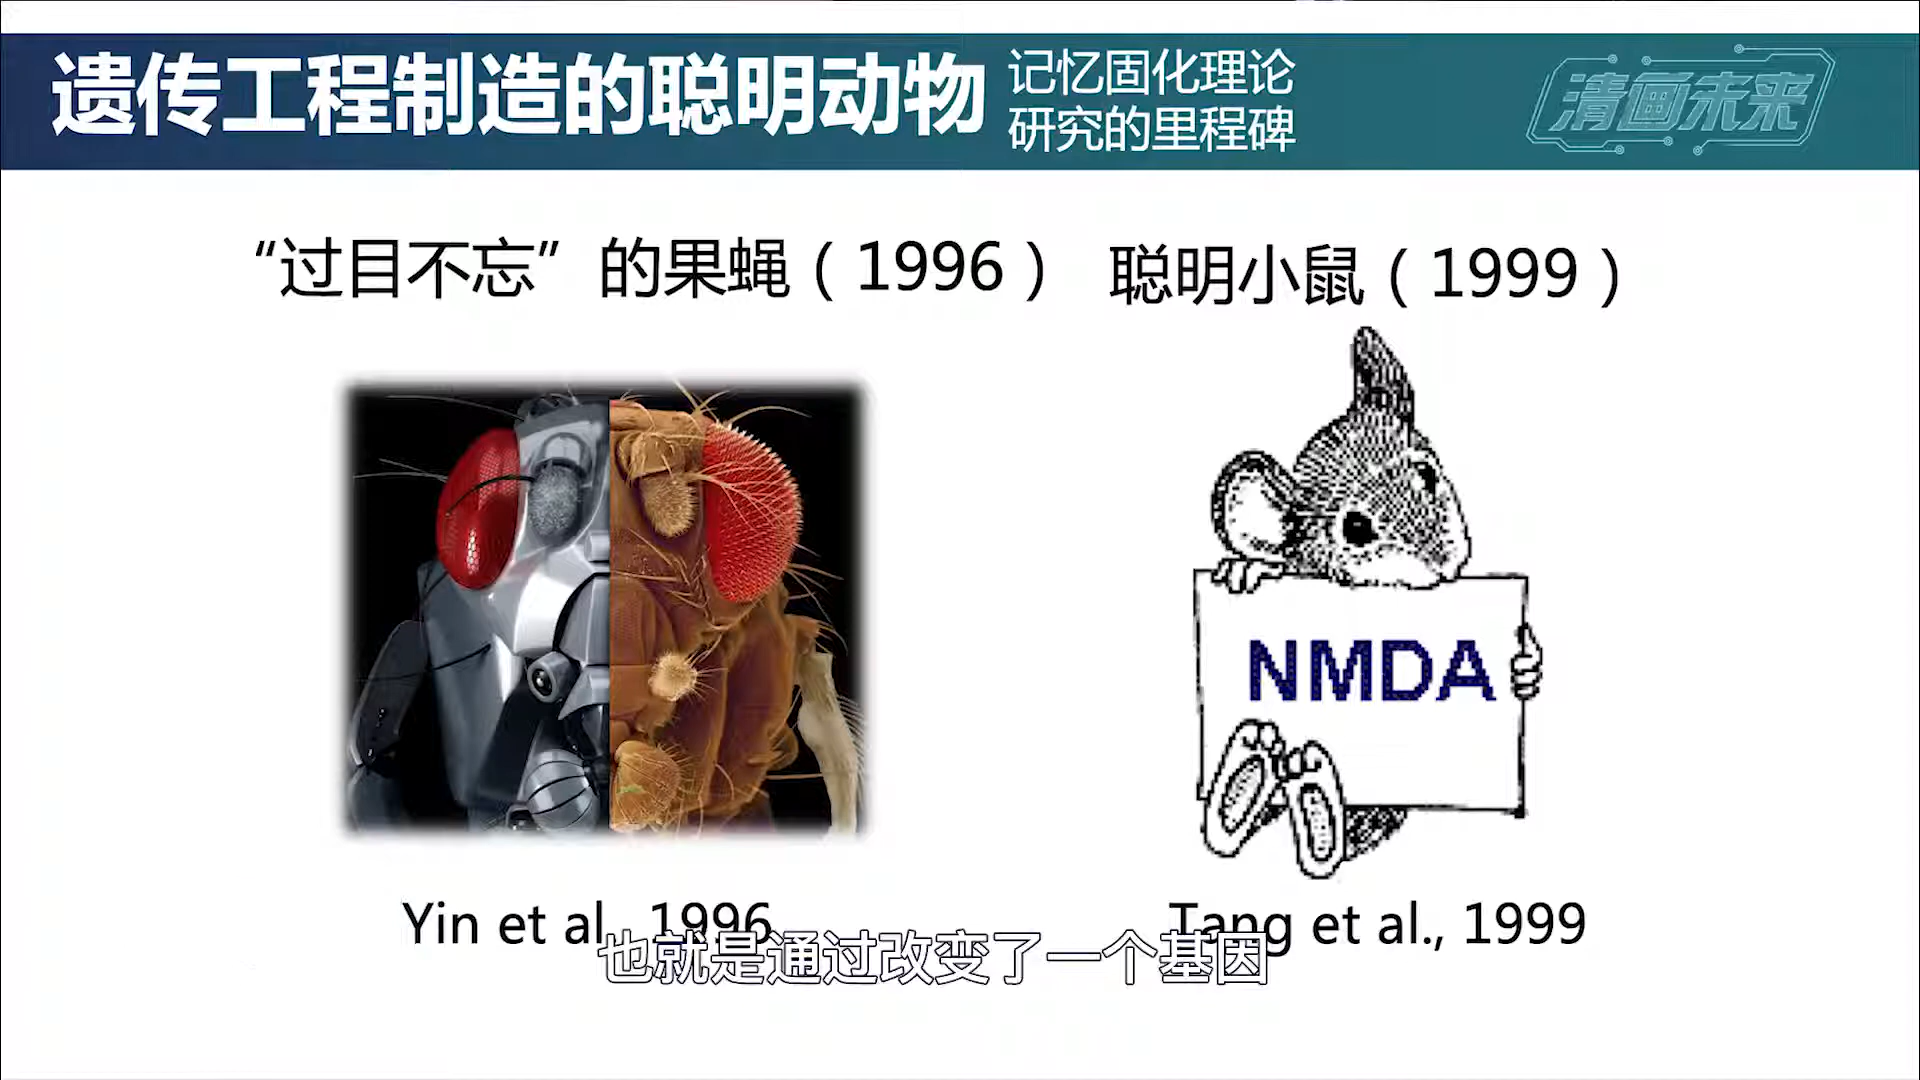 遗传工程制造的聪明动物
记忆固化理论
研究的里程碑
清画未来
“过目不忘”的果蝇（1996）
聪明小鼠（1999）
NMDA
Yin et al., 1996
Tang et al., 1999
也就是通过改变了一个基因